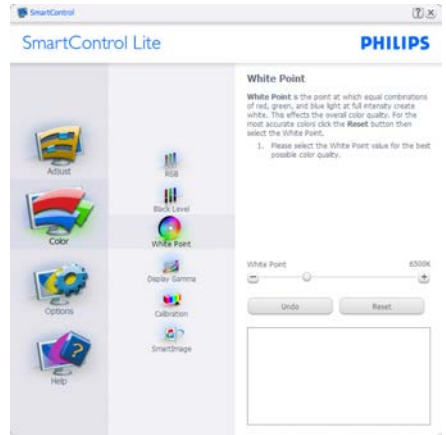 SmartControl
SmartControl Lite
PHILIPS
Adjust
Color
Options
Help
RGB
Black Level
White Point
Display Gamma
Calibration
SmartImage
White Point
White Point is the point at which equal combinations
of red, green, and blue light at full intensity create
white. This effects the overall color quality. For the
most accurate colors click the Reset button then
select the White Point.
1. Please select the White Point value for the best
possible color quality.
White Point 6500K
Undo Reset